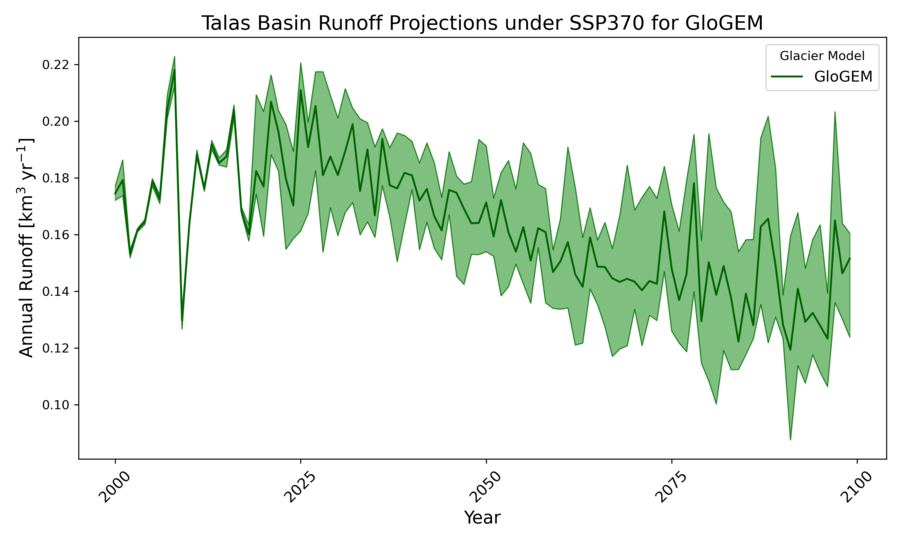 Talas Basin Runoff Projections under SSP370 for GloGEM
Glacier Model
GloGEM
Annual Runoff [km³ yr⁻¹]
0.22
0.20
0.18
0.16
0.14
0.12
0.10
2000
2025
2050
2075
2100
Year